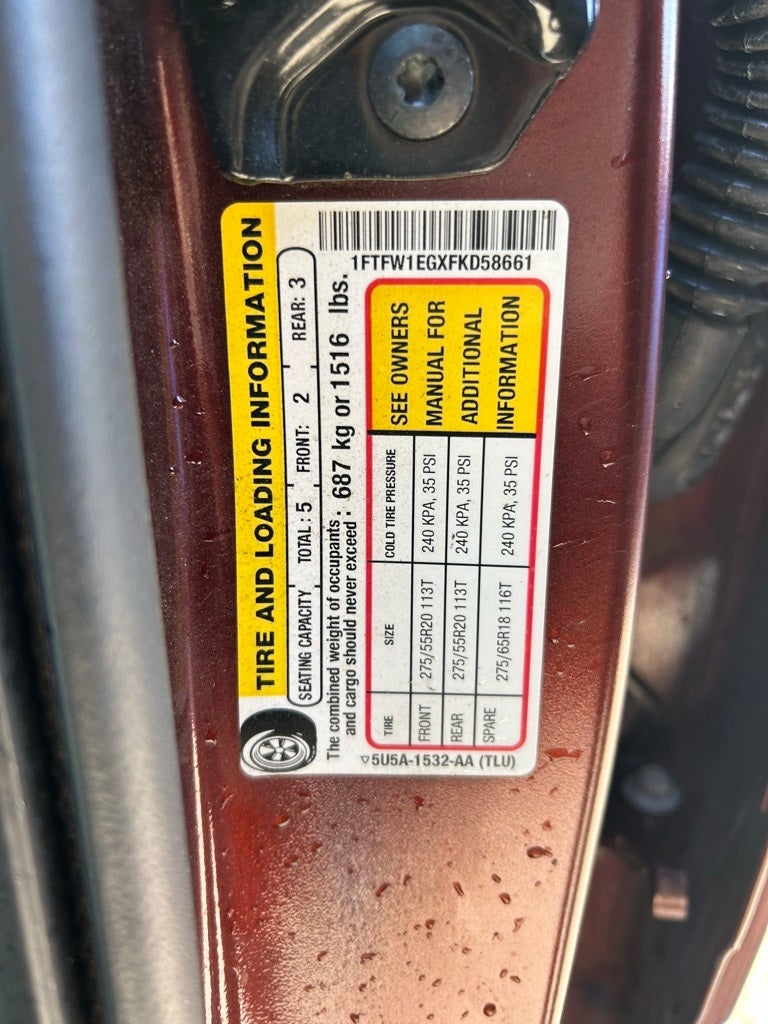 1FTFW1EGXFKD58661
TIRE AND LOADING INFORMATION
SEATING CAPACITY TOTAL: 5 FRONT: 2 REAR: 3
The combined weight of occupants
and cargo should never exceed: 687 kg or 1516 lbs.
TIRE SIZE COLD TIRE PRESSURE
FRONT 275/55R20 113T 240 KPA, 35 PSI
REAR 275/55R20 113T 240 KPA, 35 PSI
SPARE 275/65R18 116T 240 KPA, 35 PSI
SEE OWNERS
MANUAL FOR
ADDITIONAL
INFORMATION
▽5U5A-1532-AA (TLU)